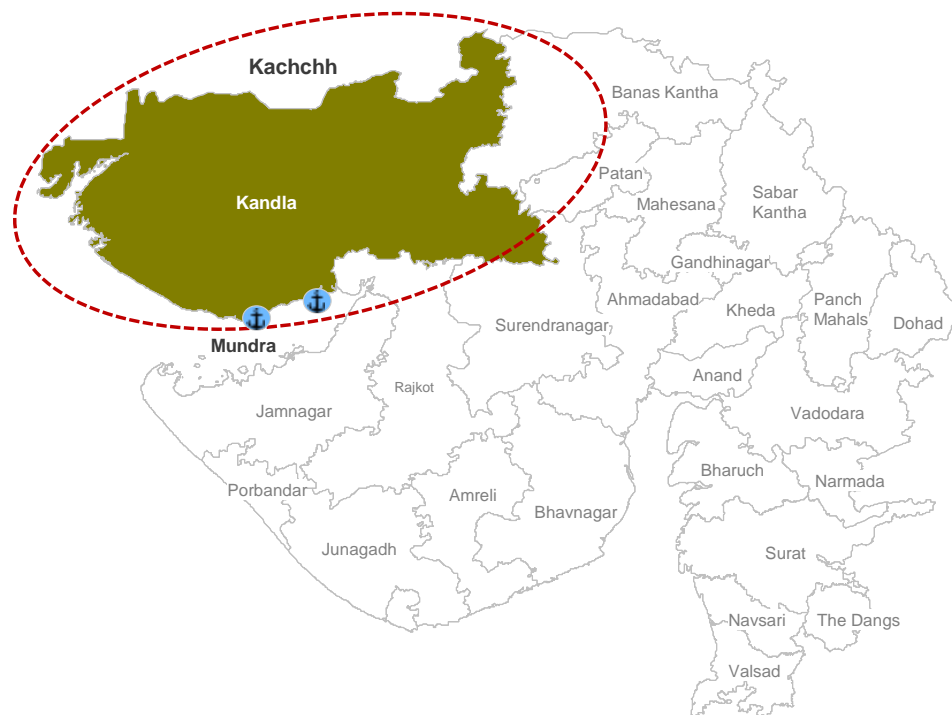 Kachchh
Banas Kantha
Patan
Sabar
Kantha
Kandla
Mahesana
Gandhinagar
Ahmadabad
Kheda
Panch
Mahals
Dohad
Surendranagar
Mundra
Anand
Rajkot
Jamnagar
Vadodara
Bharuch
Narmada
Porbandar
Amreli
Bhavnagar
Junagadh
Surat
Navsari
The Dangs
Valsad